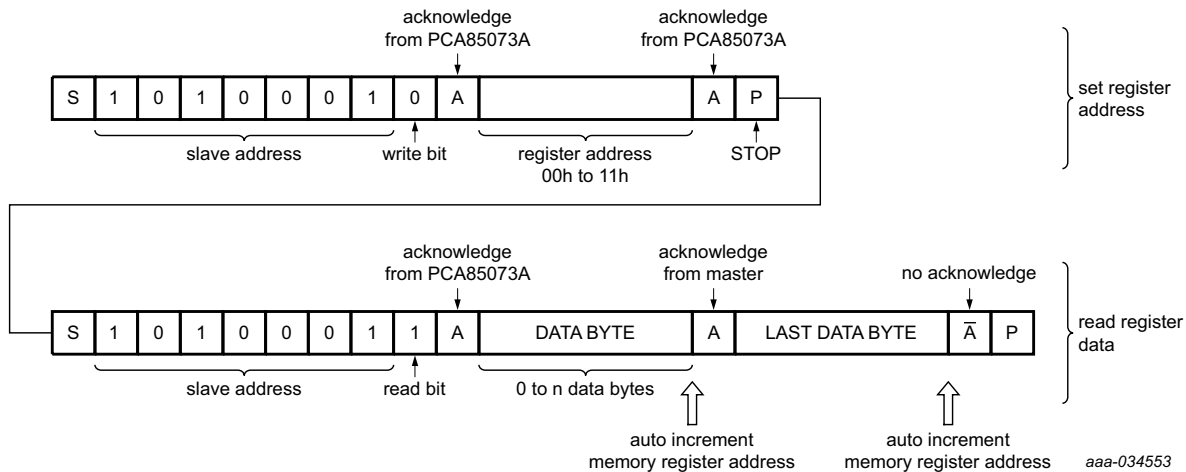 acknowledge
from PCA85073A
acknowledge
from PCA85073A
S 1 0 1 0 0 0 1 0 A A P
set register
address
slave address
write bit
register address
00h to 11h
STOP
acknowledge
from PCA85073A
acknowledge
from master
no acknowledge
S 1 0 1 0 0 0 1 1 A DATA BYTE A LAST DATA BYTE A̅ P
read register
data
slave address
read bit
0 to n data bytes
auto increment
memory register address
auto increment
memory register address
aaa-034553